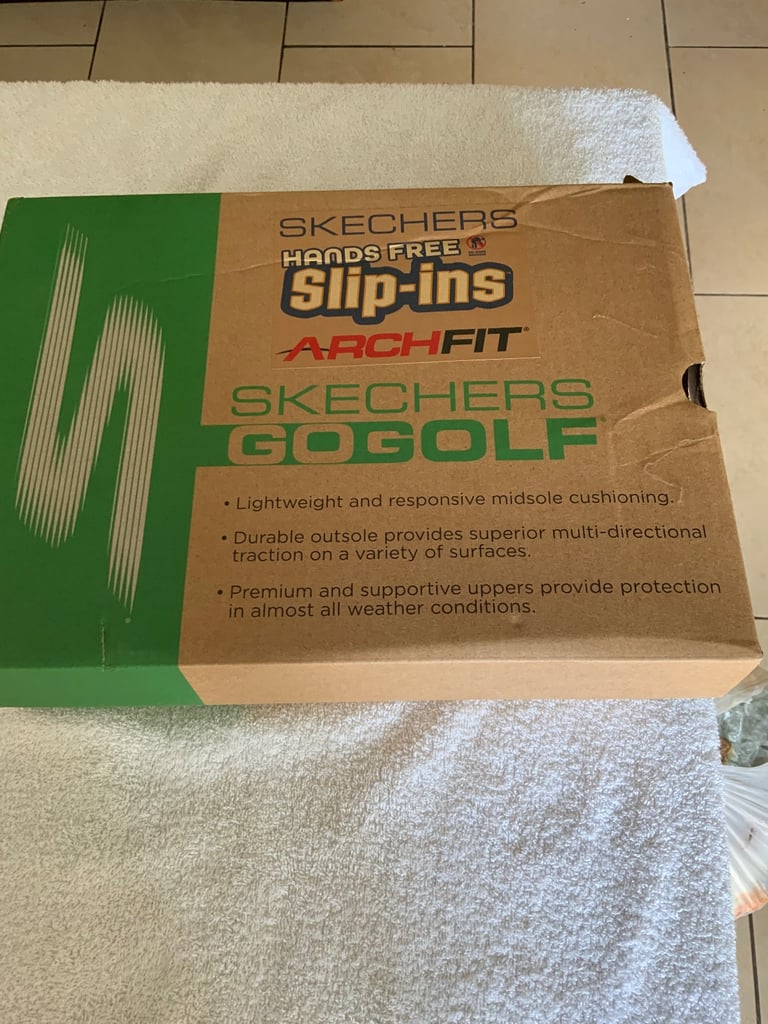 SKECHERS
HANDS FREE
Slip-ins
ARCHFIT®
SKECHERS
GOGOLF®
• Lightweight and responsive midsole cushioning.
• Durable outsole provides superior multi-directional
traction on a variety of surfaces.
• Premium and supportive uppers provide protection
in almost all weather conditions.